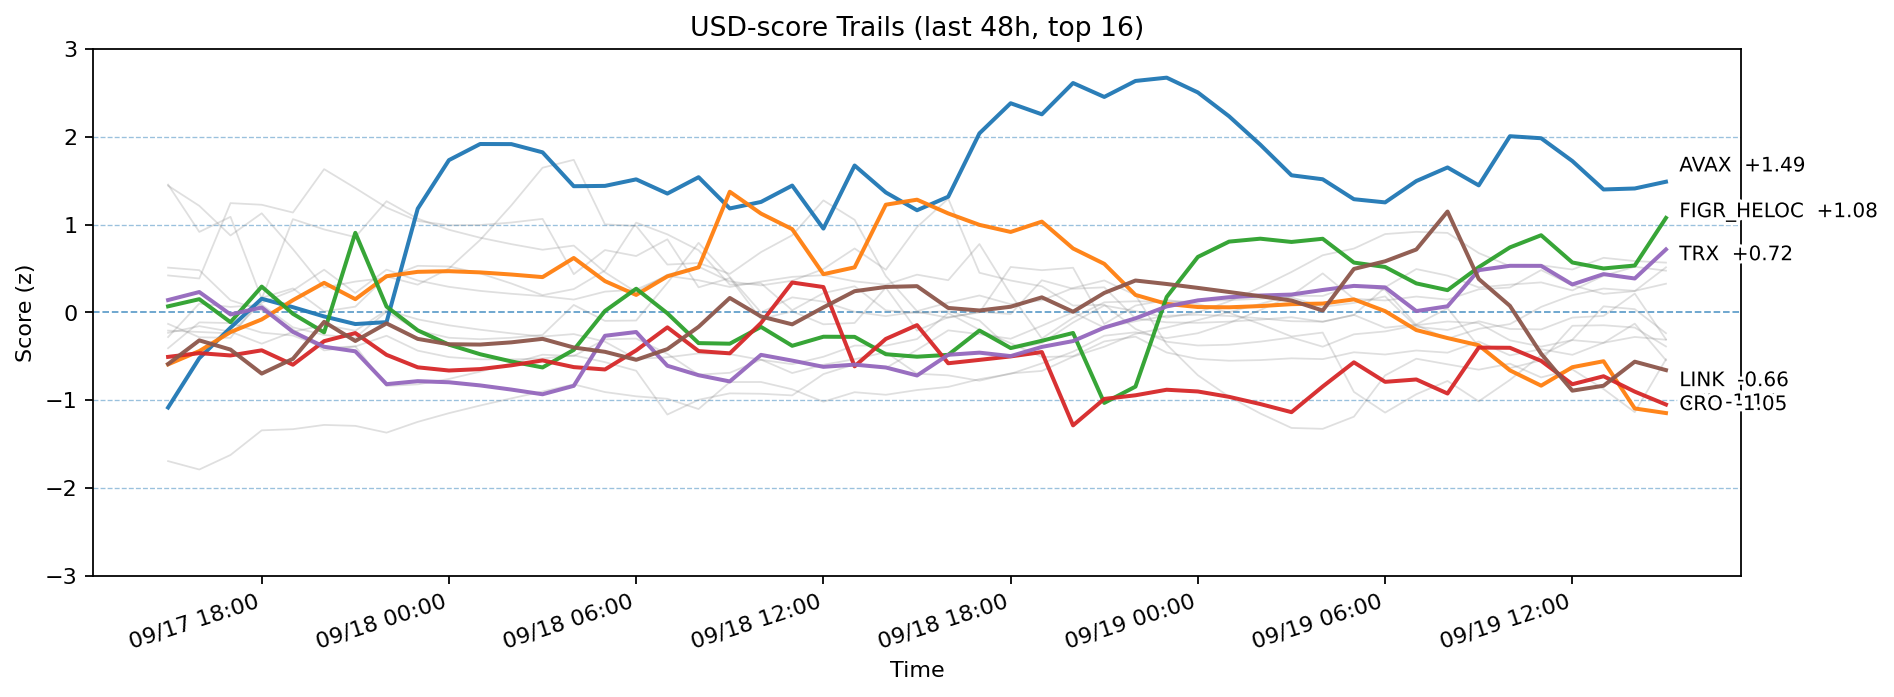 USD-score Trails (last 48h, top 16)
3
2
1
0
−1
−2
−3
Score (z)
AVAX +1.49
FIGR_HELOC +1.08
TRX +0.72
LINK -0.66
CRO -1.05
09/17 18:00
09/18 00:00
09/18 06:00
09/18 12:00
09/18 18:00
09/19 00:00
09/19 06:00
09/19 12:00
Time